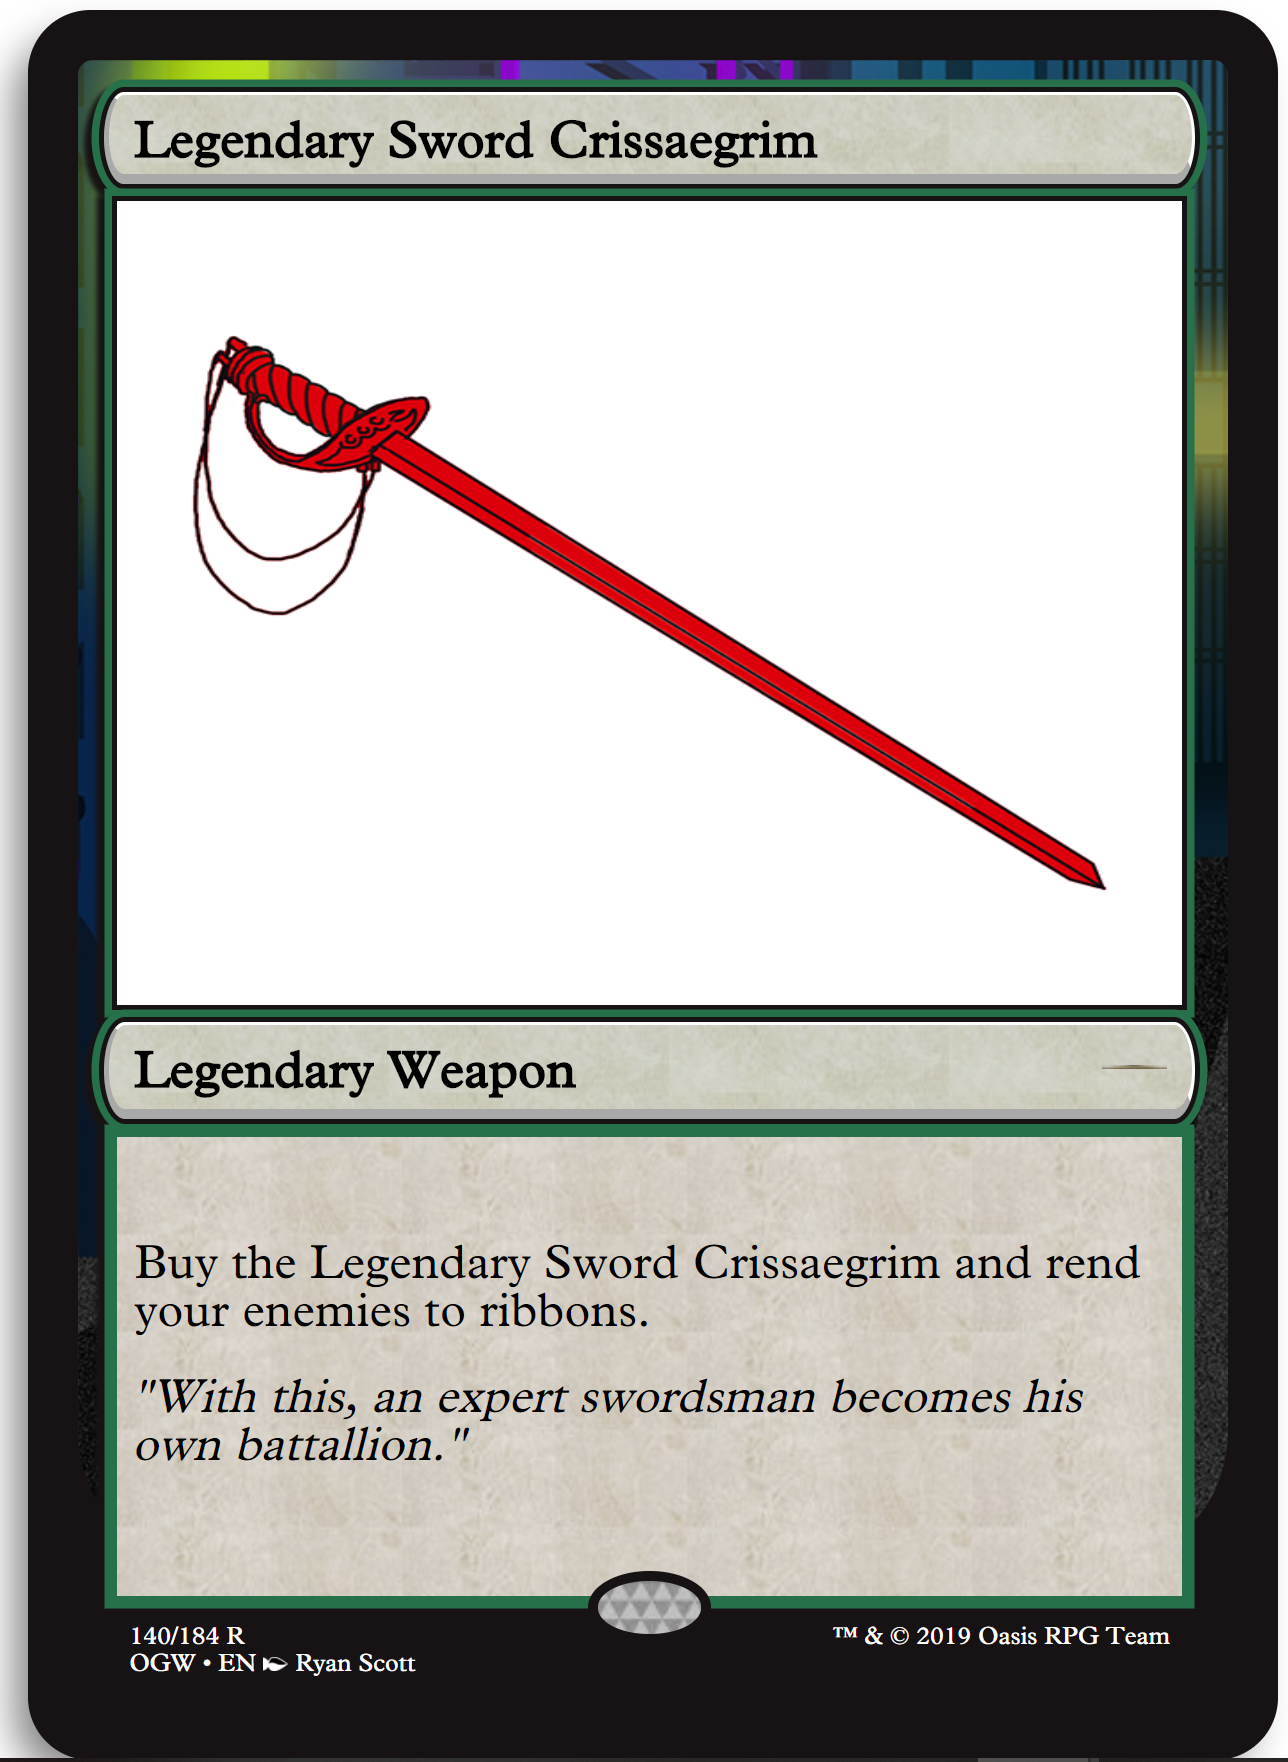 Legendary Sword Crissaegrim
Legendary Weapon
Buy the Legendary Sword Crissaegrim and rend
your enemies to ribbons.
"With this, an expert swordsman becomes his
own battallion."
140/184 R
OGW • EN Ryan Scott
™ & © 2019 Oasis RPG Team